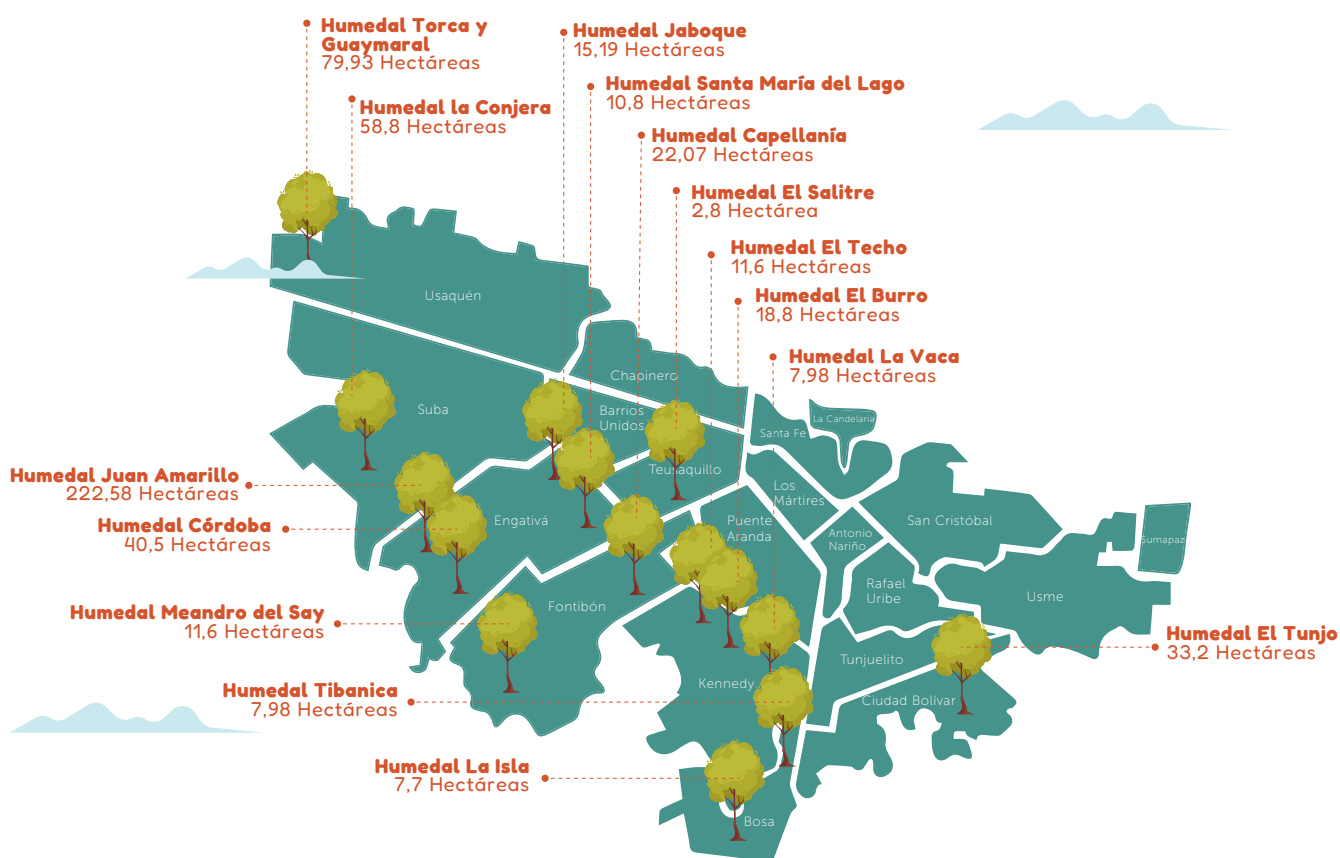 Humedal Torca y
Guaymaral
79,93 Hectáreas
Humedal Jaboque
15,19 Hectáreas
Humedal Santa María del Lago
10,8 Hectáreas
Humedal la Conjera
58,8 Hectáreas
Humedal Capellanía
22,07 Hectáreas
Humedal El Salitre
2,8 Hectárea
Humedal El Techo
11,6 Hectáreas
Humedal El Burro
18,8 Hectáreas
Humedal La Vaca
7,98 Hectáreas
Usaquén
Chapinero
Suba
Barrios
Unidos
La Candelaria
Santa Fe
Teusaquillo
Humedal Juan Amarillo
222,58 Hectáreas
Los
Mártires
Humedal Córdoba
40,5 Hectáreas
Engativá
Puente
Aranda
Antonio
Nariño
San Cristóbal
Sumapaz
Rafael
Uribe
Usme
Fontibón
Humedal Meandro del Say
11,6 Hectáreas
Humedal El Tunjo
33,2 Hectáreas
Tunjuelito
Kennedy
Ciudad Bolívar
Humedal Tibanica
7,98 Hectáreas
Humedal La Isla
7,7 Hectáreas
Bosa